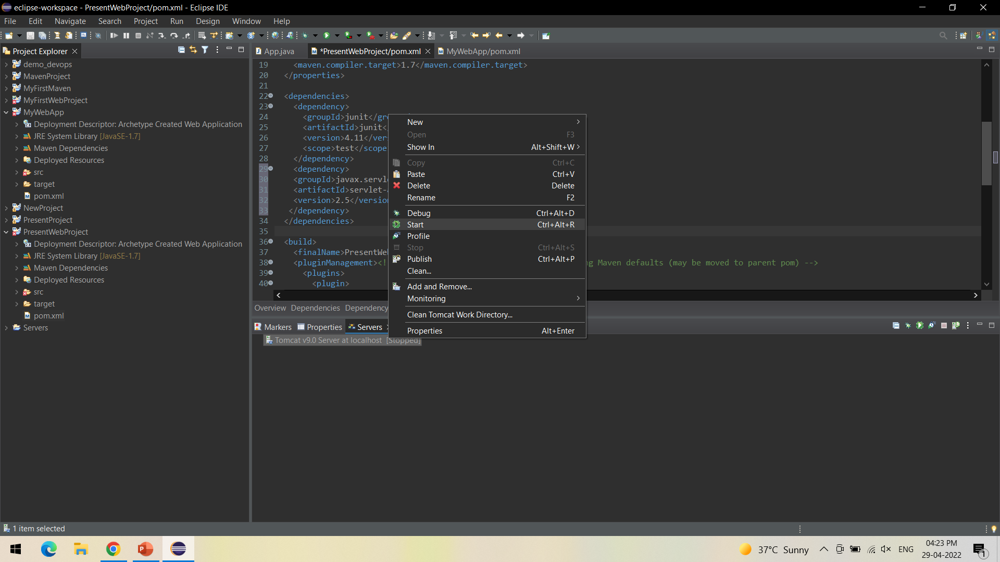 eclipse-workspace - PresentWebProject/pom.xml - Eclipse IDE
File Edit Navigate Search Project Run Design Window Help
Project Explorer
demo_devops
MavenProject
MyFirstMaven
MyFirstWebProject
MyWebApp
Deployment Descriptor: Archetype Created Web Application
JRE System Library [JavaSE-1.7]
Maven Dependencies
Deployed Resources
src
target
pom.xml
NewProject
PresentProject
PresentWebProject
Deployment Descriptor: Archetype Created Web Application
JRE System Library [JavaSE-1.7]
Maven Dependencies
Deployed Resources
src
target
pom.xml
Servers
App.java *PresentWebProject/pom.xml MyWebApp/pom.xml
19 <maven.compiler.target>1.7</maven.compiler.target>
20 </properties>
21
22 <dependencies>
23 <dependency>
24 <groupId>junit</gro
25 <artifactId>junit<
26 <version>4.11</ver
27 <scope>test</scope
28 </dependency>
29 <dependency>
30 <groupId>javax.servl
31 <artifactId>servlet-
32 <version>2.5</version
33 </dependency>
34 </dependencies>
35
36 <build>
37 <finalName>PresentWe
38 <pluginManagement><! ng Maven defaults (may be moved to parent pom) -->
39 <plugins>
40 <plugin>
Overview Dependencies Dependency
New
Open F3
Show In Alt+Shift+W
Copy Ctrl+C
Paste Ctrl+V
Delete Delete
Rename F2
Debug Ctrl+Alt+D
Start Ctrl+Alt+R
Profile
Stop Ctrl+Alt+S
Publish Ctrl+Alt+P
Clean...
Add and Remove...
Monitoring
Clean Tomcat Work Directory...
Properties Alt+Enter
Markers Properties Servers
Tomcat v9.0 Server at localhost [Stopped]
1 item selected
37°C Sunny
ENG
04:23 PM
29-04-2022
1